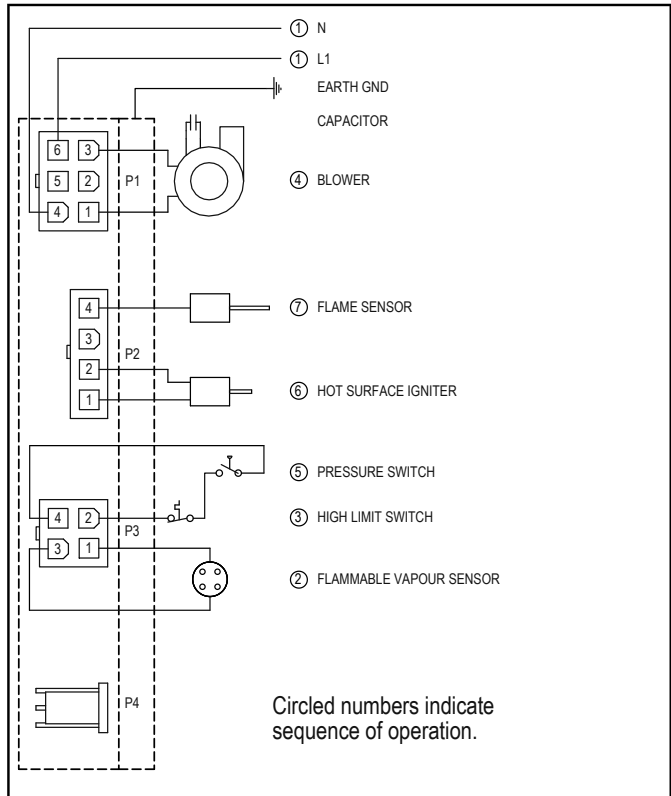 ① N
① L1
EARTH GND
CAPACITOR
6 3
5 2 P1
④ BLOWER
4 1
4
⑦ FLAME SENSOR
3
P2
2
1
⑥ HOT SURFACE IGNITER
⑤ PRESSURE SWITCH
4 2
③ HIGH LIMIT SWITCH
P3
3 1
② FLAMMABLE VAPOUR SENSOR
P4
Circled numbers indicate
sequence of operation.